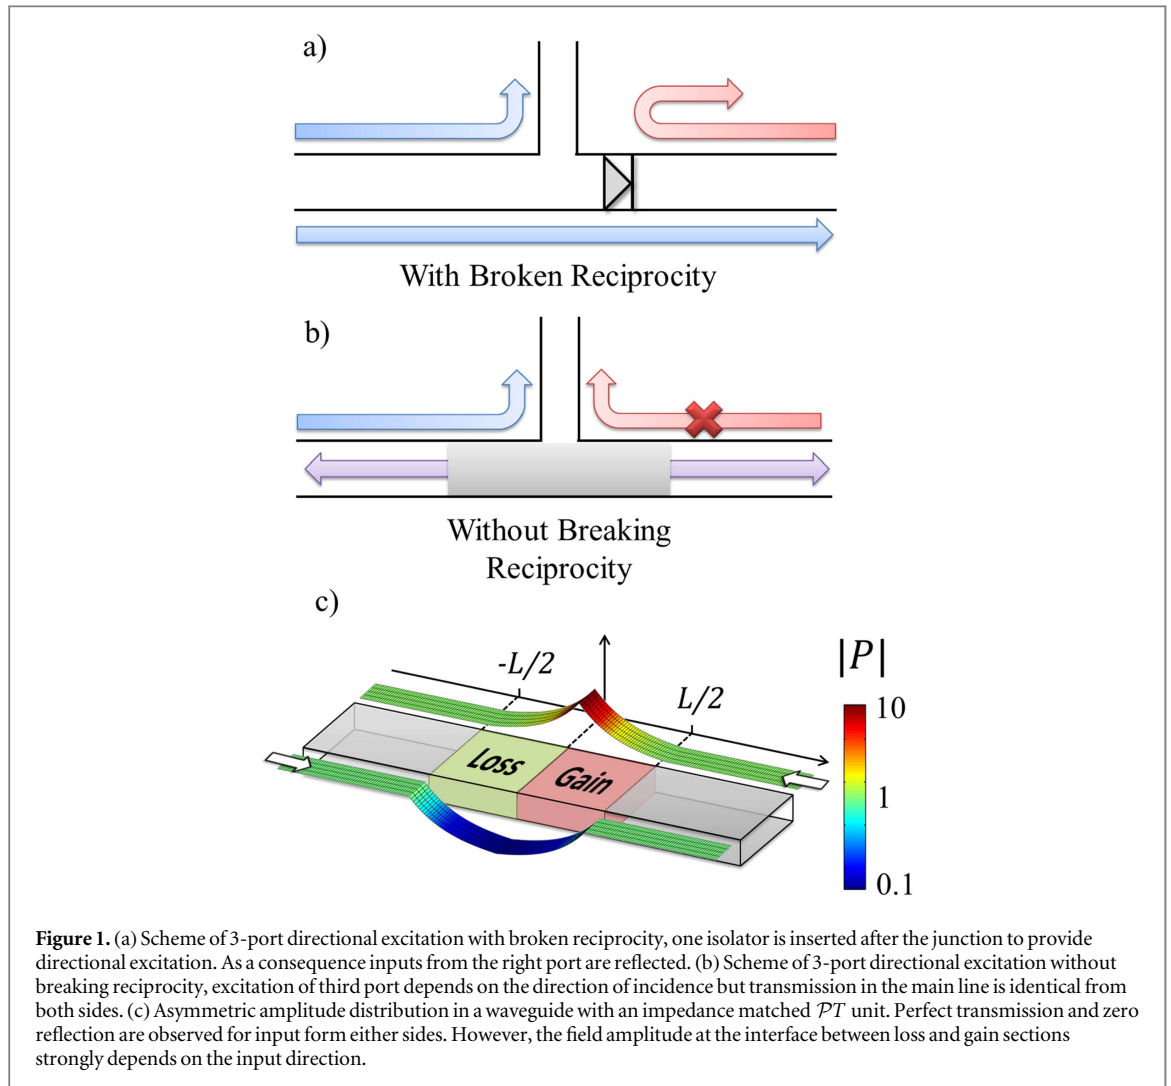 a)
With Broken Reciprocity
b)
Without Breaking
Reciprocity
c)
-L/2
L/2
|P|
10
1
0.1
Loss
Gain
Figure 1. (a) Scheme of 3-port directional excitation with broken reciprocity, one isolator is inserted after the junction to provide
directional excitation. As a consequence inputs from the right port are reflected. (b) Scheme of 3-port directional excitation without
breaking reciprocity, excitation of third port depends on the direction of incidence but transmission in the main line is identical from
both sides. (c) Asymmetric amplitude distribution in a waveguide with an impedance matched 𝒫T unit. Perfect transmission and zero
reflection are observed for input form either sides. However, the field amplitude at the interface between loss and gain sections
strongly depends on the input direction.